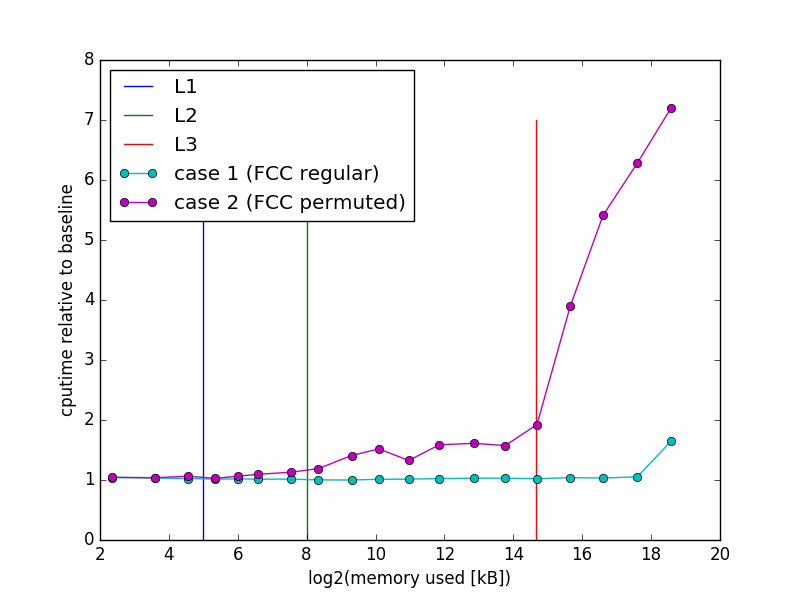 8
7
6
5
4
3
2
1
0
cputime relative to baseline
L1
L2
L3
case 1 (FCC regular)
case 2 (FCC permuted)
2 4 6 8 10 12 14 16 18 20
log2(memory used [kB])